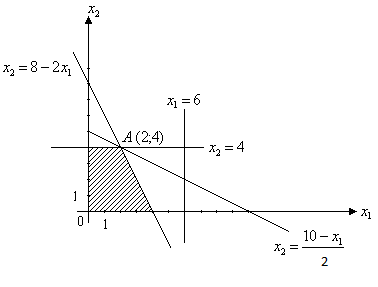 x₂
x₂ = 8 − 2x₁
x₁ = 6
A (2;4)
x₂ = 4
1
0
1
x₁
x₂ = (10 − x₁)/2